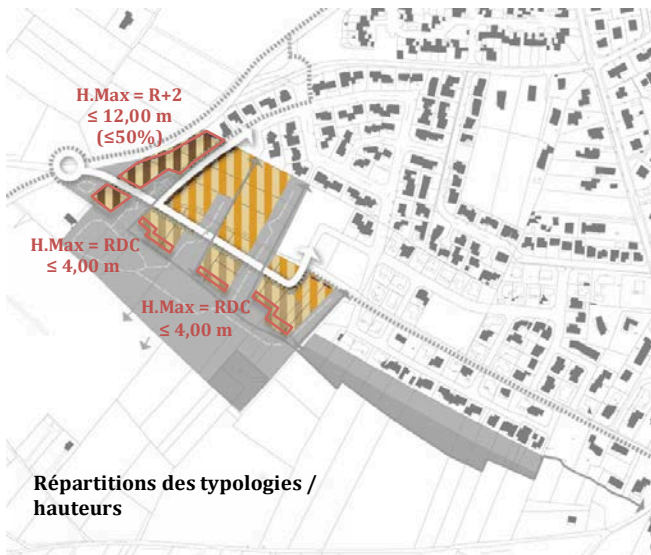 H.Max = R+2
≤ 12,00 m
(≤50%)
H.Max = RDC
≤ 4,00 m
H.Max = RDC
≤ 4,00 m
Répartitions des typologies /
hauteurs